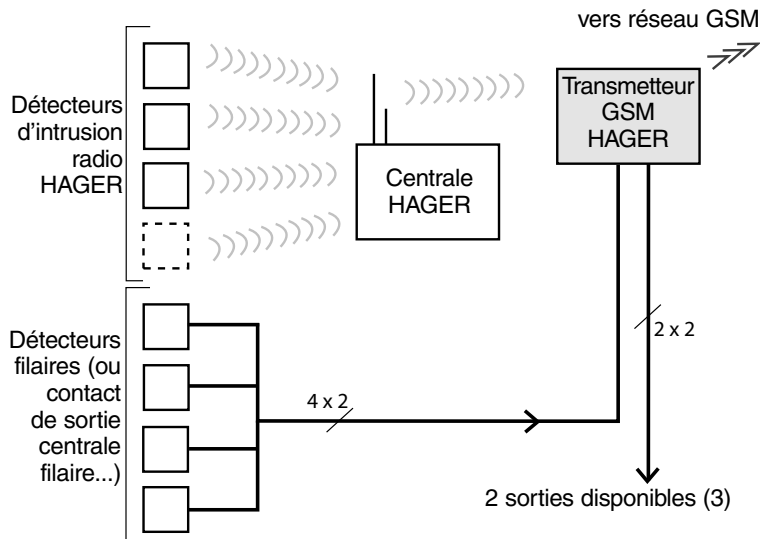 vers réseau GSM
Détecteurs
d'intrusion
radio
HAGER
Transmetteur
GSM
HAGER
Centrale
HAGER
2 x 2
Détecteurs
filaires (ou
contact
de sortie
centrale
filaire...)
4 x 2
2 sorties disponibles (3)